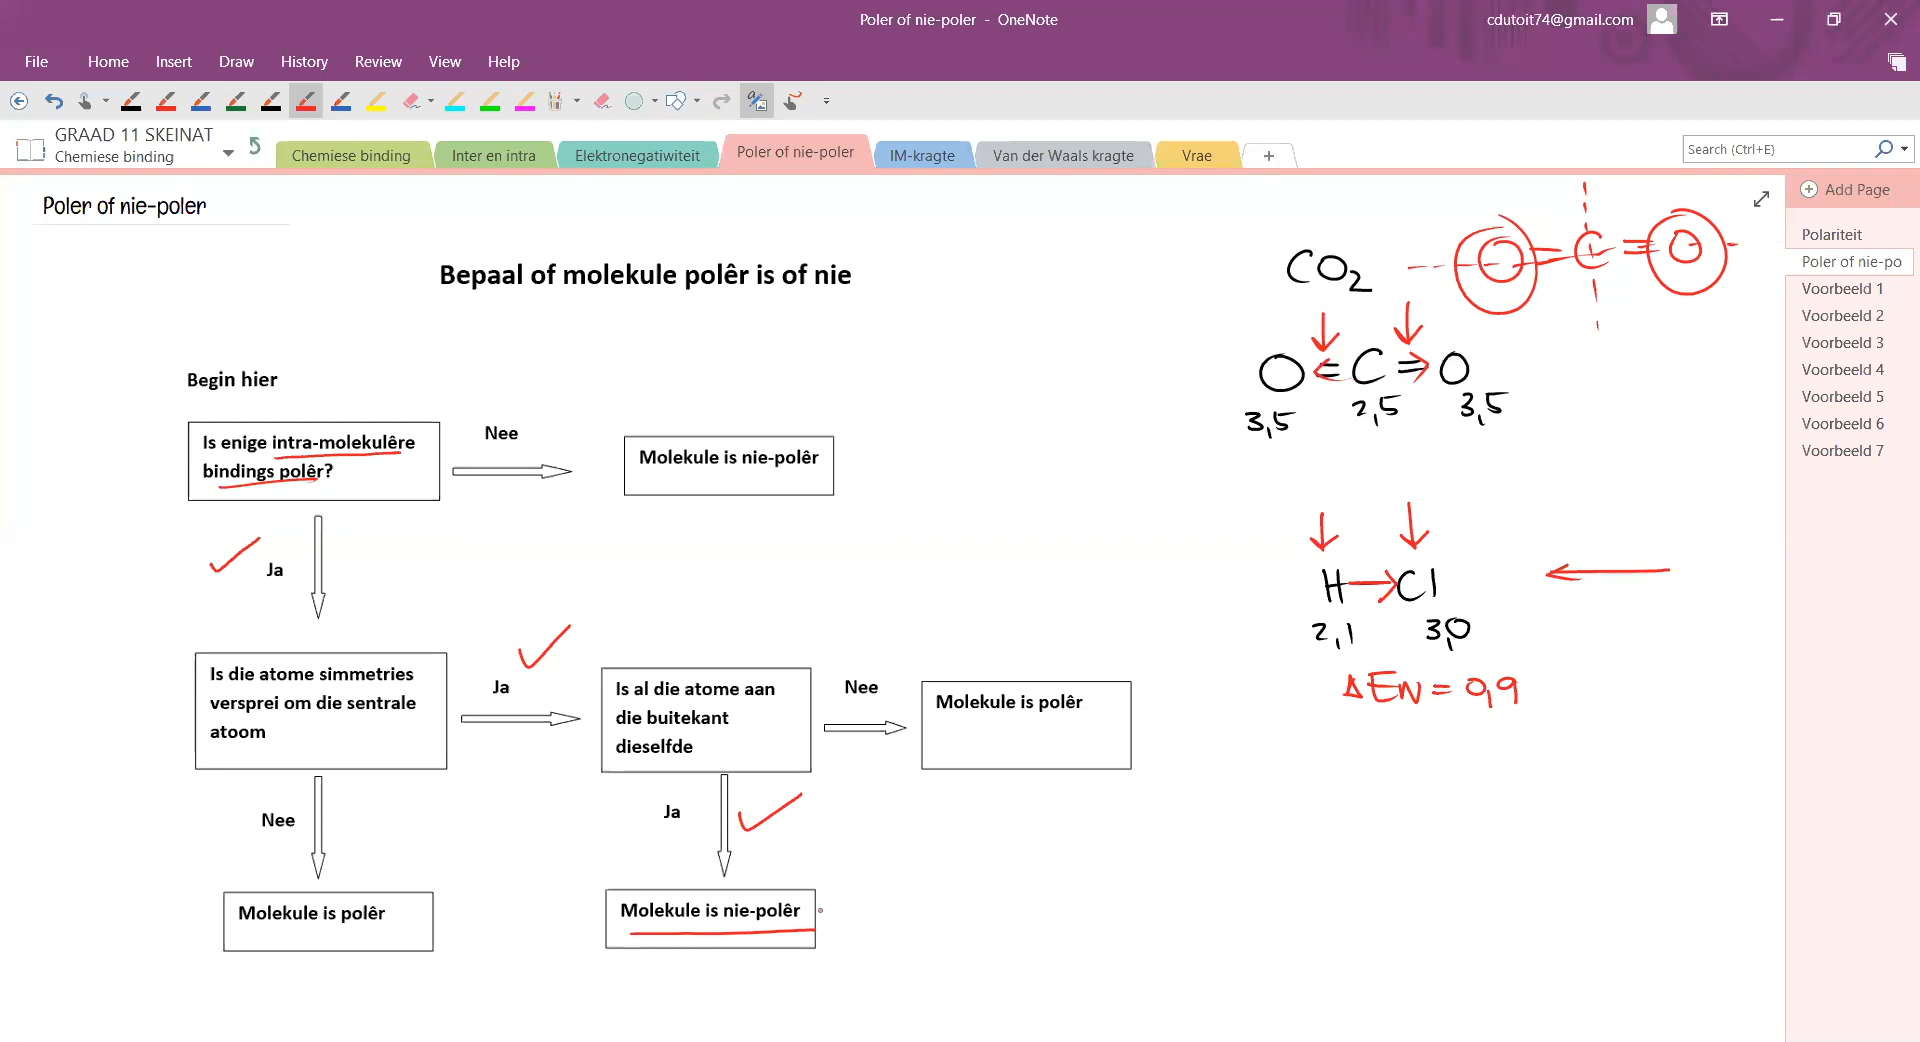 Poler of nie-poler - OneNote
cdutoit74@gmail.com
File Home Insert Draw History Review View Help
GRAAD 11 SKEINAT
Chemiese binding
Chemiese binding
Inter en intra
Elektronegatiwiteit
Poler of nie-poler
IM-kragte
Van der Waals kragte
Vrae
Search (Ctrl+E)
Add Page
Polariteit
Poler of nie-po
Voorbeeld 1
Voorbeeld 2
Voorbeeld 3
Voorbeeld 4
Voorbeeld 5
Voorbeeld 6
Voorbeeld 7
Poler of nie-poler
Bepaal of molekule polêr is of nie
Begin hier
Is enige intra-molekulêre
bindings polêr?
Nee
Molekule is nie-polêr
Ja
Is die atome simmetries
versprei om die sentrale
atoom
Ja
Is al die atome aan
die buitekant
dieselfde
Nee
Molekule is polêr
Nee
Ja
Molekule is polêr
Molekule is nie-polêr
CO₂
O = C = O
O = C = O
3,5 2,5 3,5
H Cl
2,1 3,0
ΔEN = 0,9